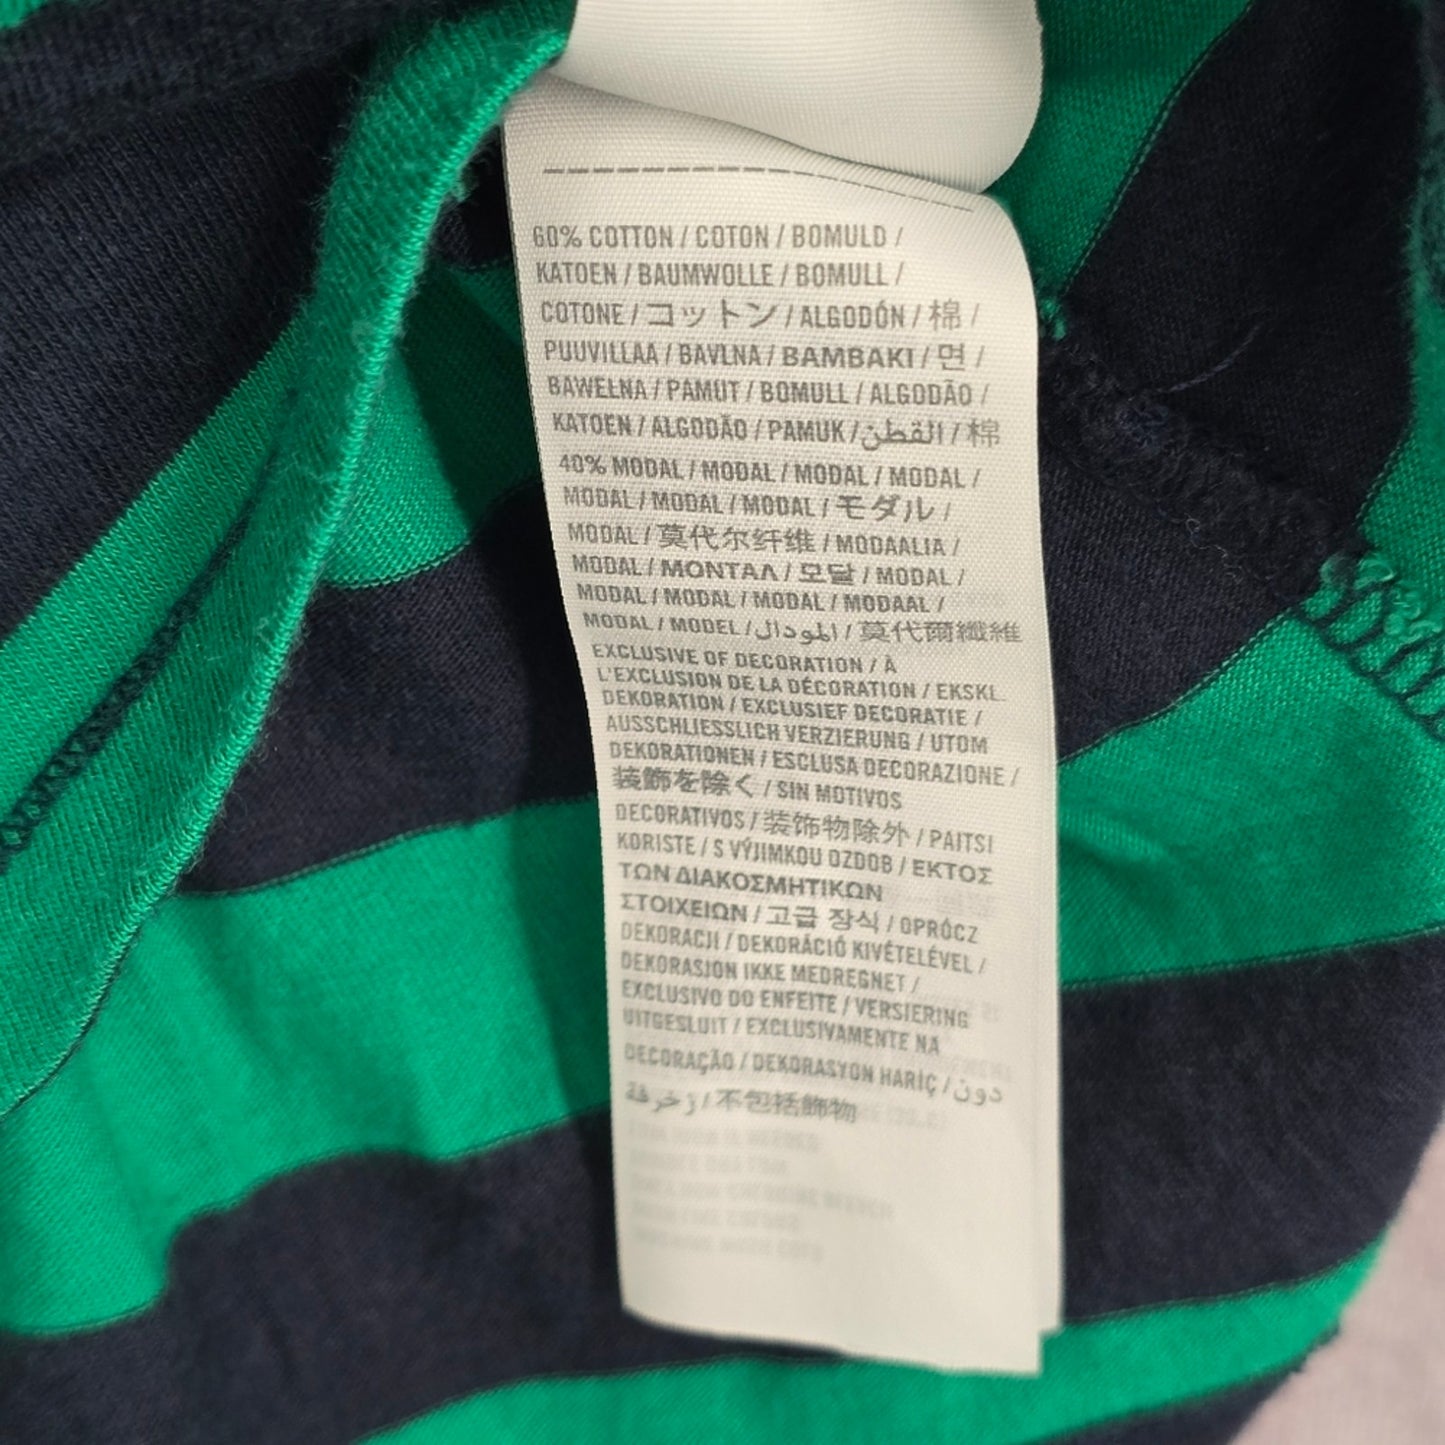 60% COTTON / COTON / BOMULD /
KATOEN / BAUMWOLLE / BOMULL /
COTONE / コットン / ALGODÓN / 棉 /
PUUVILLAA / BAVLNA / BAMBAKI / 면 /
BAWEŁNA / PAMUT / BOMULL / ALGODÃO /
KATOEN / ALGODÃO / PAMUK / القطن / 棉
40% MODAL / MODAL / MODAL / MODAL /
MODAL / MODAL / MODAL / モダル /
MODAL / 莫代尔纤维 / MODAALIA /
MODAL / ΜΟΝΤΑΛ / 모달 / MODAL /
MODAL / MODAL / MODAL / MODAAL /
MODAL / MODEL / المودال / 莫代爾纖維
EXCLUSIVE OF DECORATION / À
L'EXCLUSION DE LA DÉCORATION / EKSKL.
DEKORATION / EXCLUSIEF DECORATIE /
AUSSCHLIESSLICH VERZIERUNG / UTOM
DEKORATIONEN / ESCLUSA DECORAZIONE /
装飾を除く / SIN MOTIVOS
DECORATIVOS / 装饰物除外 / PAITSI
KORISTE / S VÝJIMKOU OZDOB / ΕΚΤΟΣ
ΤΩΝ ΔΙΑΚΟΣΜΗΤΙΚΩΝ
ΣΤΟΙΧΕΙΩΝ / 고급 장식 / OPRÓCZ
DEKORACJI / DEKORÁCIÓ KIVÉTELÉVEL /
DEKORASJON IKKE MEDREGNET /
EXCLUSIVO DO ENFEITE / VERSIERING
UITGESLUIT / EXCLUSIVAMENTE NA
DECORAÇÃO / DEKORASYON HARİÇ / دون
زخرفة / 不包括飾物